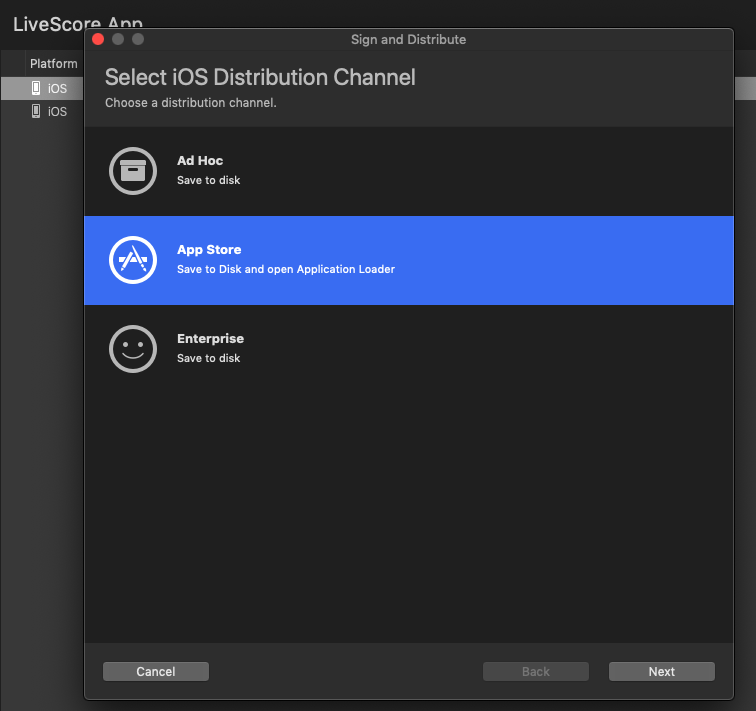 LiveScore App
Sign and Distribute
Platform
iOS
iOS
Select iOS Distribution Channel
Choose a distribution channel.
Ad Hoc
Save to disk
App Store
Save to Disk and open Application Loader
Enterprise
Save to disk
Cancel
Back
Next